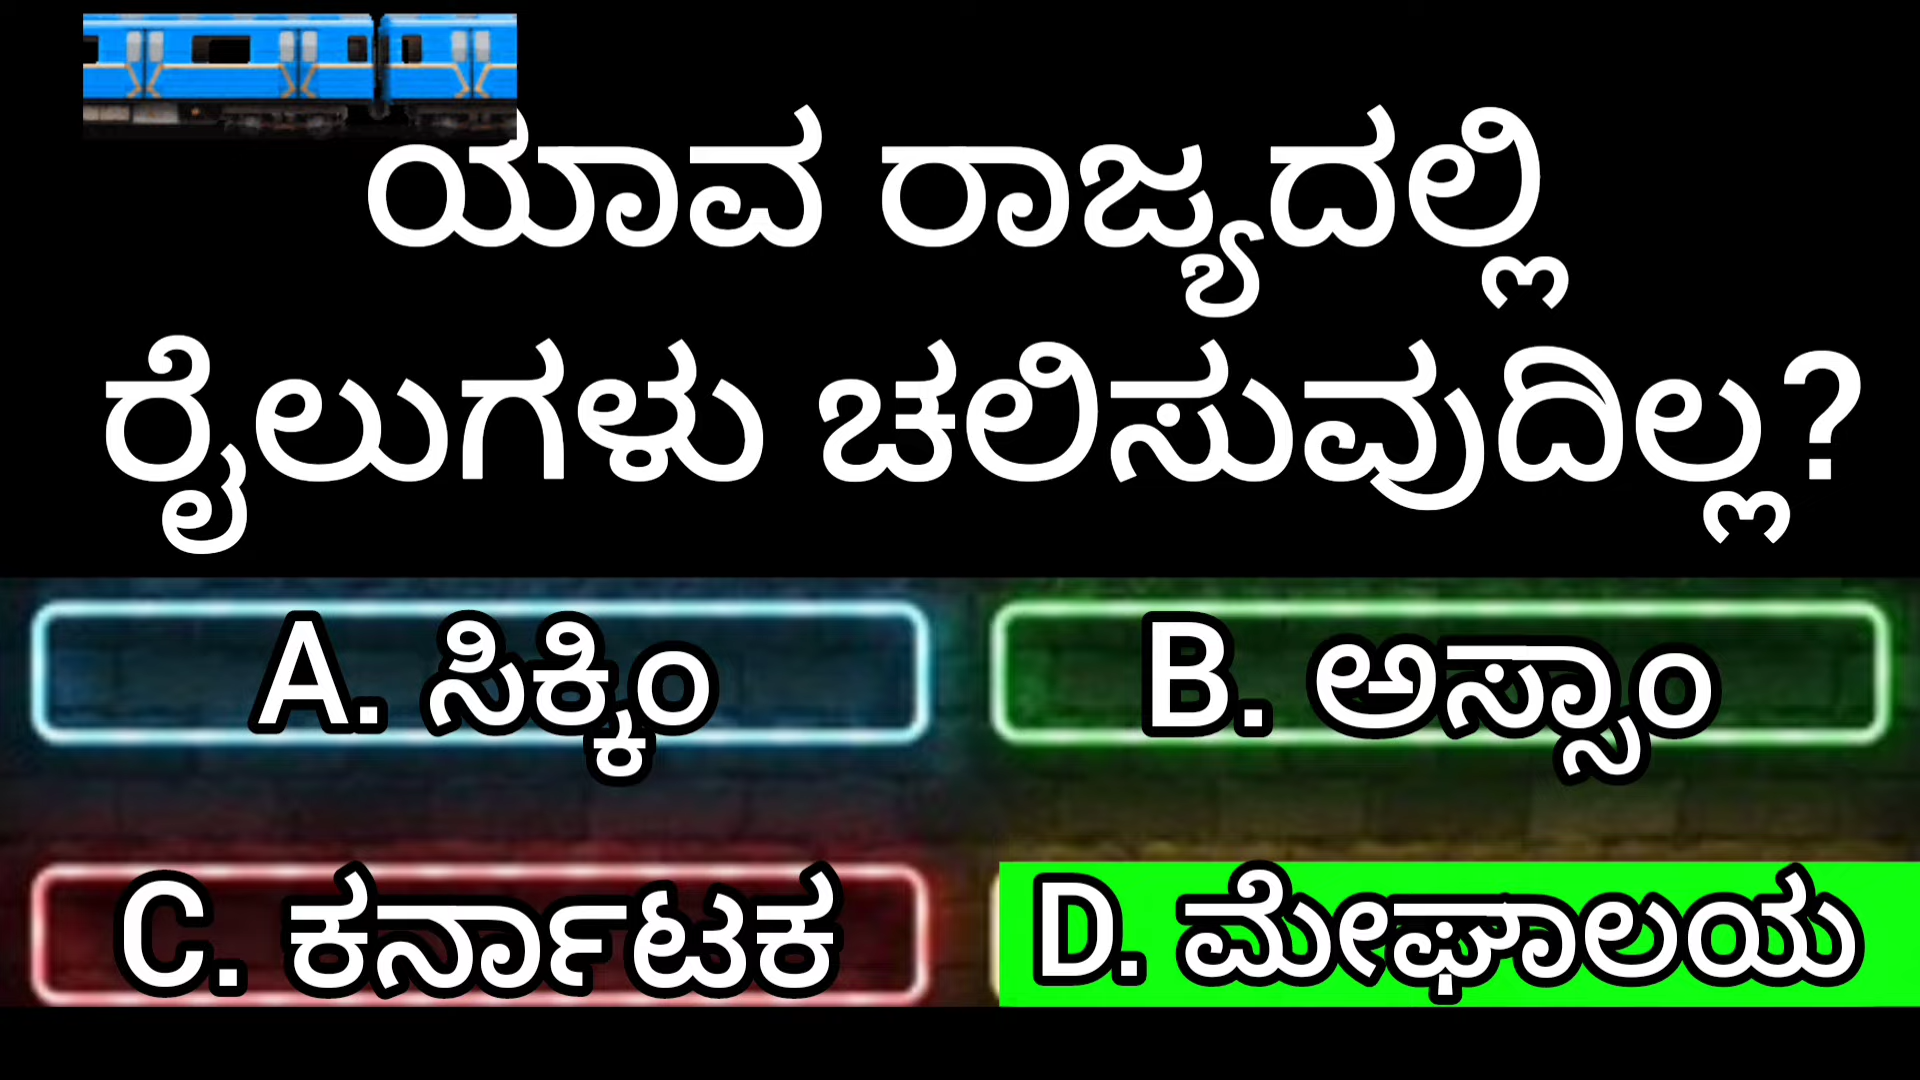 ಯಾವ ರಾಜ್ಯದಲ್ಲಿ
ರೈಲುಗಳು ಚಲಿಸುವುದಿಲ್ಲ?
A. ಸಿಕ್ಕಿಂ
B. ಅಸ್ಸಾಂ
C. ಕರ್ನಾಟಕ
D. ಮೇಘಾಲಯ